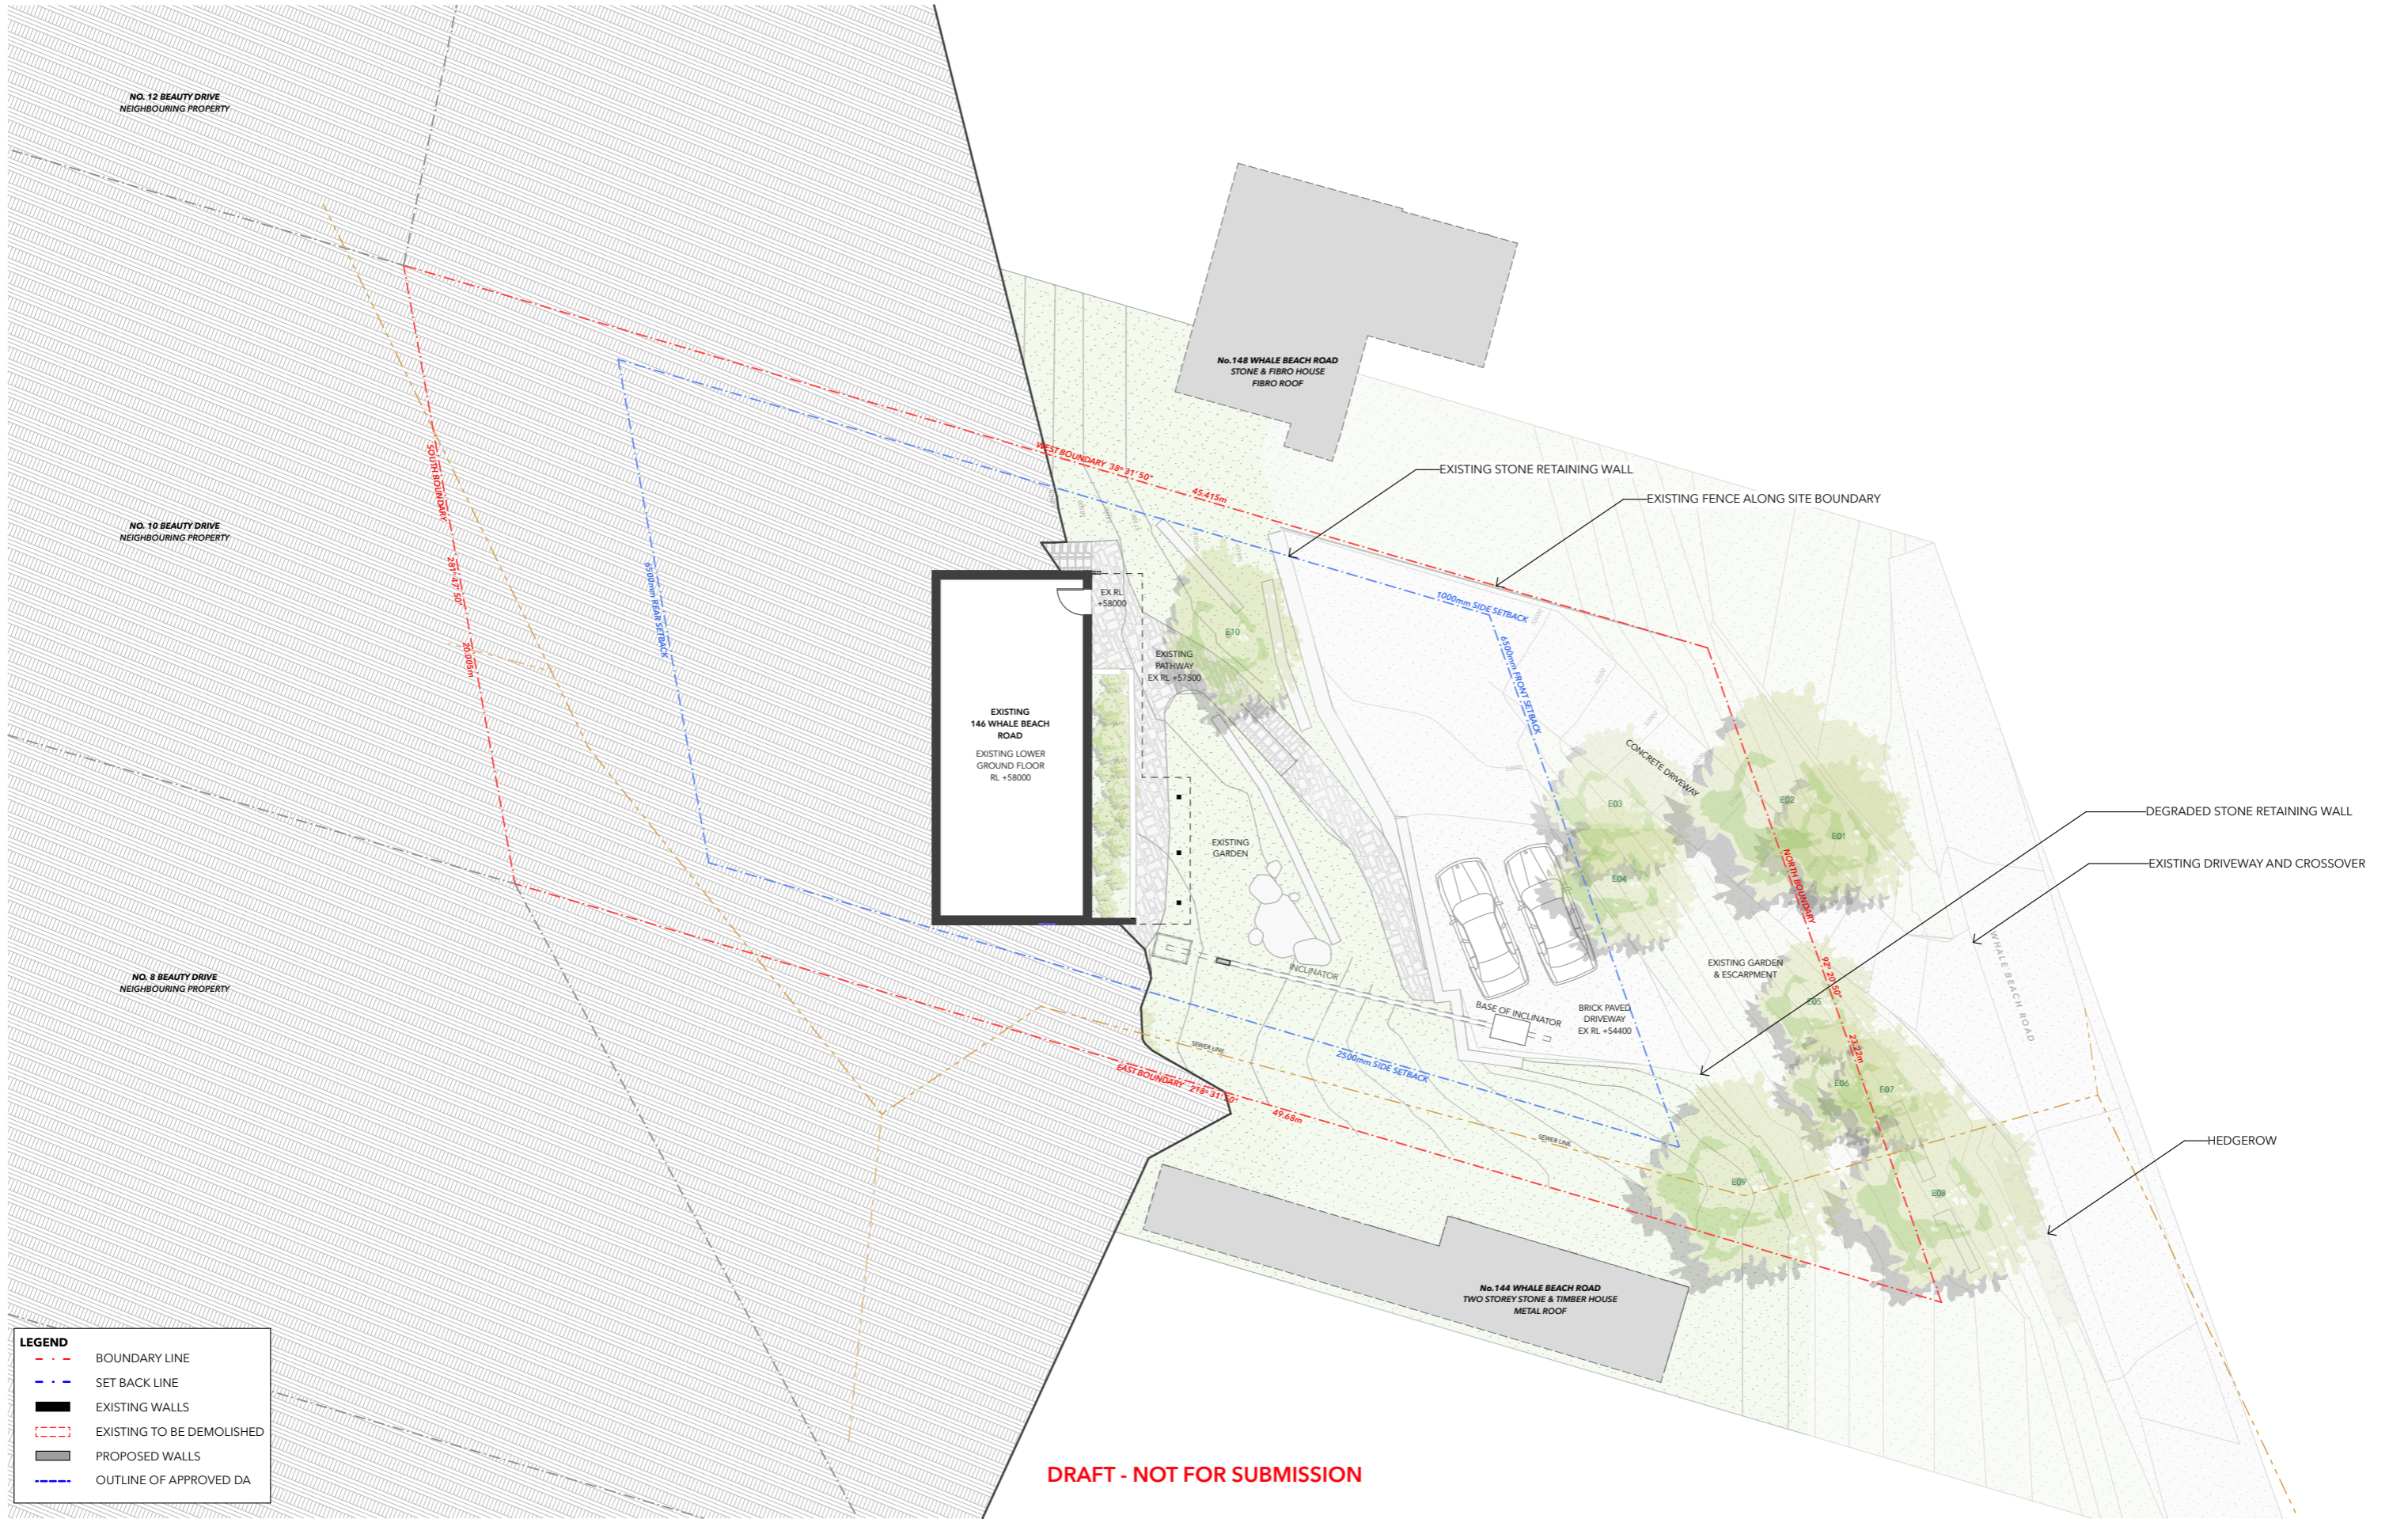 NO. 12 BEAUTY DRIVE
NEIGHBOURING PROPERTY
No.148 WHALE BEACH ROAD
STONE & FIBRO HOUSE
FIBRO ROOF
WEST BOUNDARY 38° 31' 50"
45.415m
EXISTING STONE RETAINING WALL
EXISTING FENCE ALONG SITE BOUNDARY
SOUTH BOUNDARY
281° 47' 50"
20.005m
NO. 10 BEAUTY DRIVE
NEIGHBOURING PROPERTY
6500mm REAR SETBACK
EX RL
+58000
1000mm SIDE SETBACK
6500mm FRONT SETBACK
E10
EXISTING
PATHWAY
EX RL +57500
EXISTING
146 WHALE BEACH
ROAD
EXISTING LOWER
GROUND FLOOR
RL +58000
CONCRETE DRIVEWAY
E03
E02
E01
DEGRADED STONE RETAINING WALL
EXISTING
GARDEN
E04
NORTH BOUNDARY
92° 20' 50"
23.22m
EXISTING DRIVEWAY AND CROSSOVER
WHALE BEACH ROAD
NO. 8 BEAUTY DRIVE
NEIGHBOURING PROPERTY
INCLINATOR
EXISTING GARDEN
& ESCARPMENT
E05
BASE OF INCLINATOR
BRICK PAVED
DRIVEWAY
EX RL +54400
SEWER LINE
2500mm SIDE SETBACK
EAST BOUNDARY 218° 31' 50"
49.68m
E06
E07
SEWER LINE
HEDGEROW
E09
E08
No.144 WHALE BEACH ROAD
TWO STOREY STONE & TIMBER HOUSE
METAL ROOF
LEGEND
BOUNDARY LINE
SET BACK LINE
EXISTING WALLS
EXISTING TO BE DEMOLISHED
PROPOSED WALLS
OUTLINE OF APPROVED DA
DRAFT - NOT FOR SUBMISSION